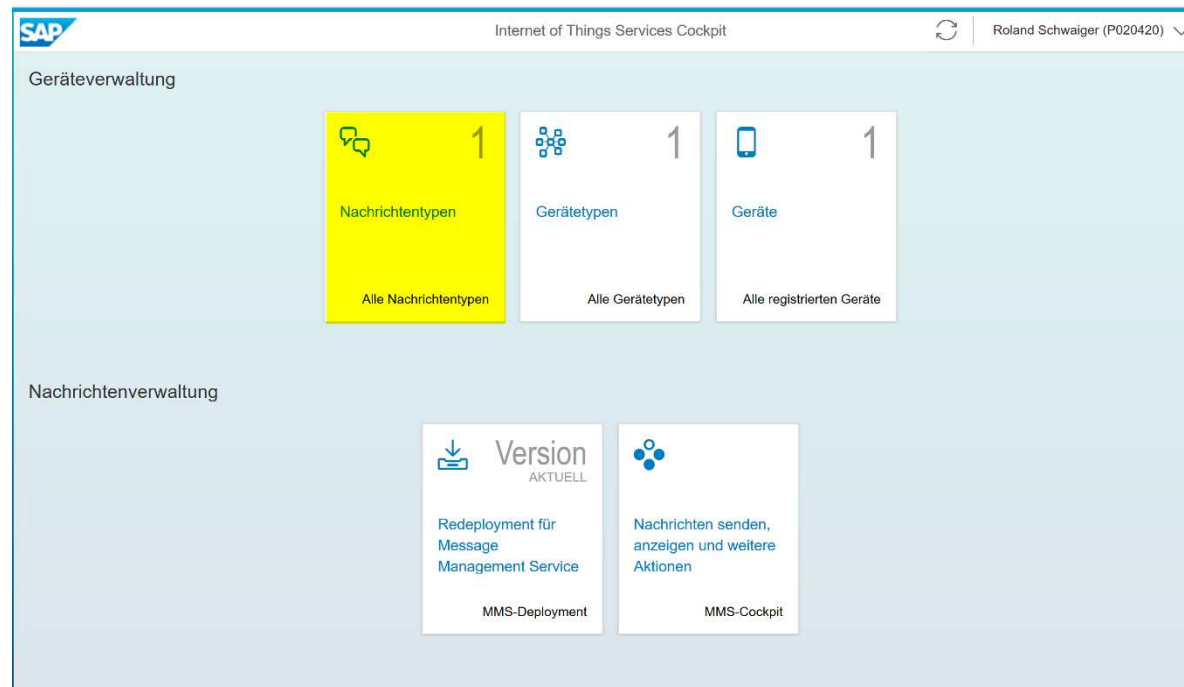 SAP
Internet of Things Services Cockpit
Roland Schwaiger (P020420)
Geräteverwaltung
1
Nachrichtentypen
Alle Nachrichtentypen
1
Gerätetypen
Alle Gerätetypen
1
Geräte
Alle registrierten Geräte
Nachrichtenverwaltung
Version
AKTUELL
Redeployment für
Message
Management Service
MMS-Deployment
Nachrichten senden,
anzeigen und weitere
Aktionen
MMS-Cockpit